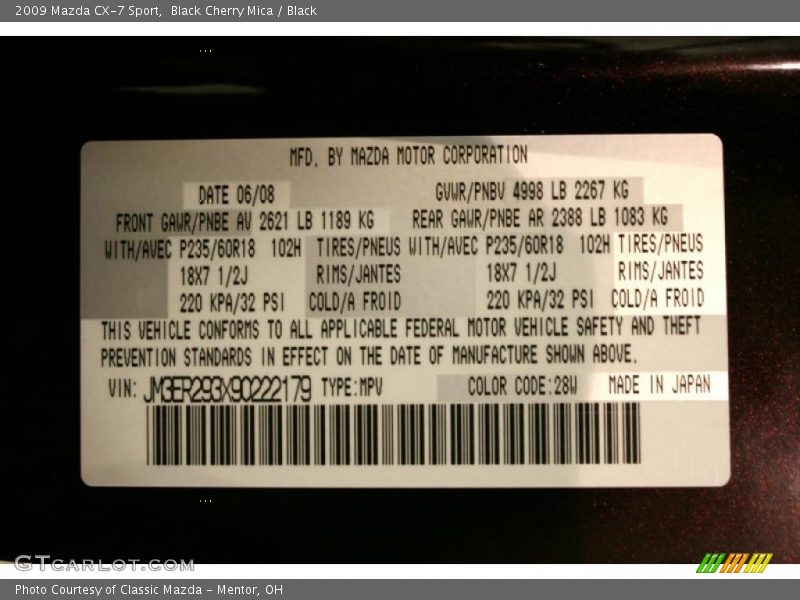 2009 Mazda CX-7 Sport,  Black Cherry Mica / Black
MFD. BY MAZDA MOTOR CORPORATION
DATE 06/08 GVWR/PNBV 4998 LB 2267 KG
FRONT GAWR/PNBE AV 2621 LB 1189 KG REAR GAWR/PNBE AR 2388 LB 1083 KG
WITH/AVEC P235/60R18 102H TIRES/PNEUS WITH/AVEC P235/60R18 102H TIRES/PNEUS
18X7 1/2J RIMS/JANTES 18X7 1/2J RIMS/JANTES
220 KPA/32 PSI COLD/A FROID 220 KPA/32 PSI COLD/A FROID
THIS VEHICLE CONFORMS TO ALL APPLICABLE FEDERAL MOTOR VEHICLE SAFETY AND THEFT
PREVENTION STANDARDS IN EFFECT ON THE DATE OF MANUFACTURE SHOWN ABOVE.
VIN: JM3ER293X90222179 TYPE:MPV COLOR CODE:28W MADE IN JAPAN
GTCARLOT.COM
Photo Courtesy of Classic Mazda - Mentor, OH